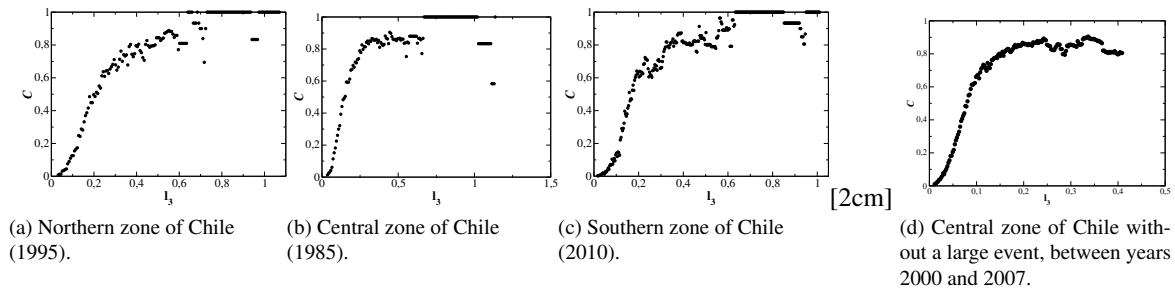 1
0,8
0,6
0,4
0,2
0
C
0 0,2 0,4 0,6 0,8 1
l3
(a) Northern zone of Chile
(1995).
1
0,8
0,6
0,4
0,2
0
C
0 0,5 1 1,5
l3
(b) Central zone of Chile
(1985).
1
0,8
0,6
0,4
0,2
0
C
0 0,2 0,4 0,6 0,8 1
l3
(c) Southern zone of Chile
(2010).
[2cm]
1
0,8
0,6
0,4
0,2
0
C
0 0,1 0,2 0,3 0,4 0,5
l3
(d) Central zone of Chile with-
out a large event, between years
2000 and 2007.